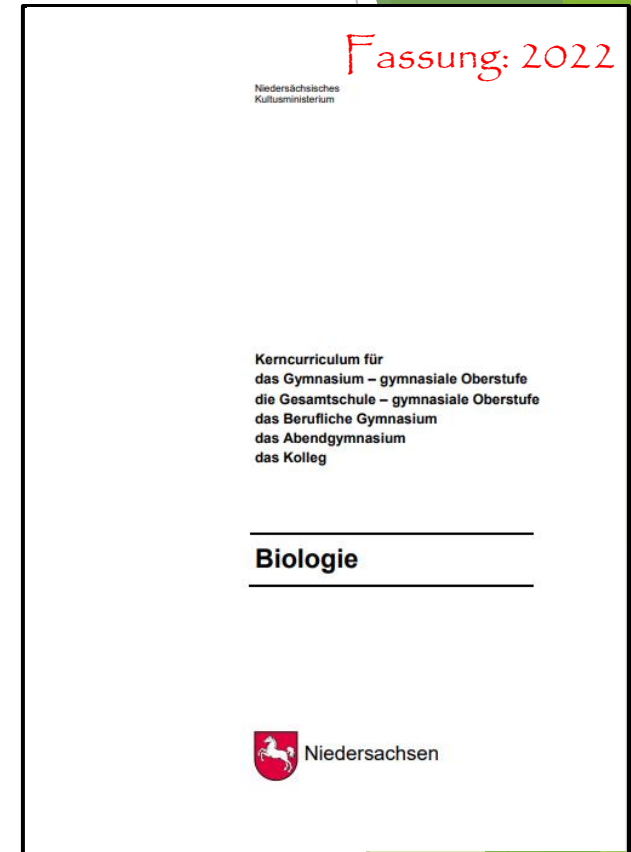 Fassung: 2022
Niedersächsisches
Kultusministerium
Kerncurriculum für
das Gymnasium – gymnasiale Oberstufe
die Gesamtschule – gymnasiale Oberstufe
das Berufliche Gymnasium
das Abendgymnasium
das Kolleg
Biologie
Niedersachsen